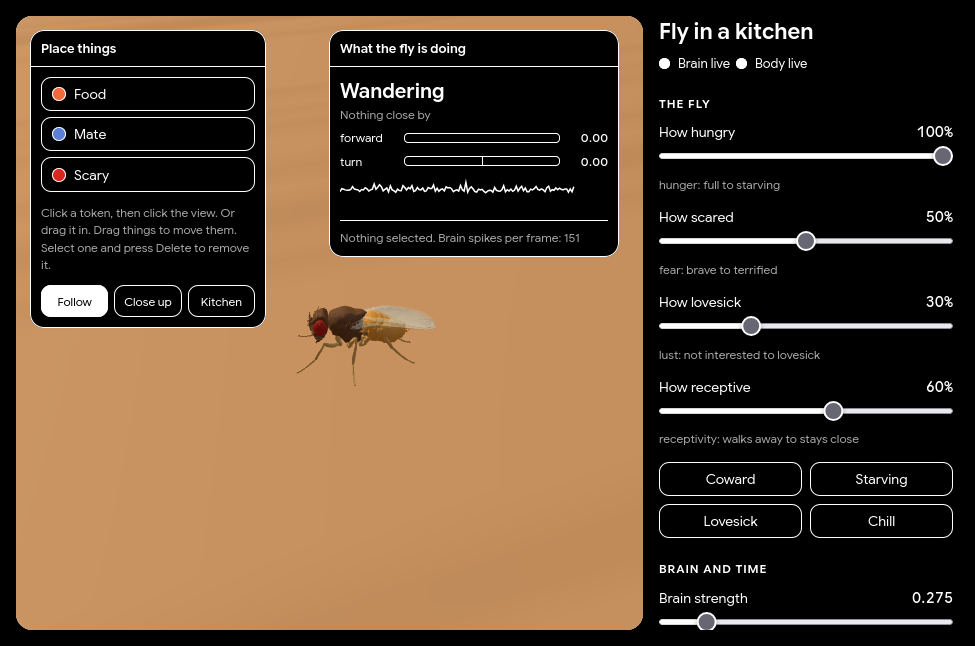 Place things
Food
Mate
Scary
Click a token, then click the view. Or
drag it in. Drag things to move them.
Select one and press Delete to remove
it.
Follow
Close up
Kitchen
What the fly is doing
Wandering
Nothing close by
forward 0.00
turn 0.00
Nothing selected. Brain spikes per frame: 151
Fly in a kitchen
Brain live Body live
THE FLY
How hungry 100%
hunger: full to starving
How scared 50%
fear: brave to terrified
How lovesick 30%
lust: not interested to lovesick
How receptive 60%
receptivity: walks away to stays close
Coward
Starving
Lovesick
Chill
BRAIN AND TIME
Brain strength 0.275